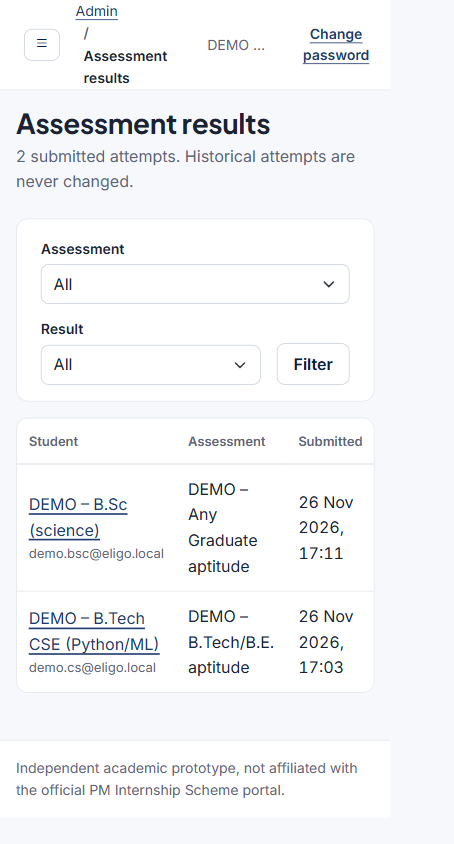 Admin
/
Assessment
results
DEMO ...
Change
password
Assessment results
2 submitted attempts. Historical attempts are
never changed.
Assessment
All
Result
All
Filter
Student
Assessment
Submitted
DEMO – B.Sc
(science)
demo.bsc@eligo.local
DEMO –
Any
Graduate
aptitude
26 Nov
2026,
17:11
DEMO – B.Tech
CSE (Python/ML)
demo.cs@eligo.local
DEMO –
B.Tech/B.E.
aptitude
26 Nov
2026,
17:03
Independent academic prototype, not affiliated with
the official PM Internship Scheme portal.